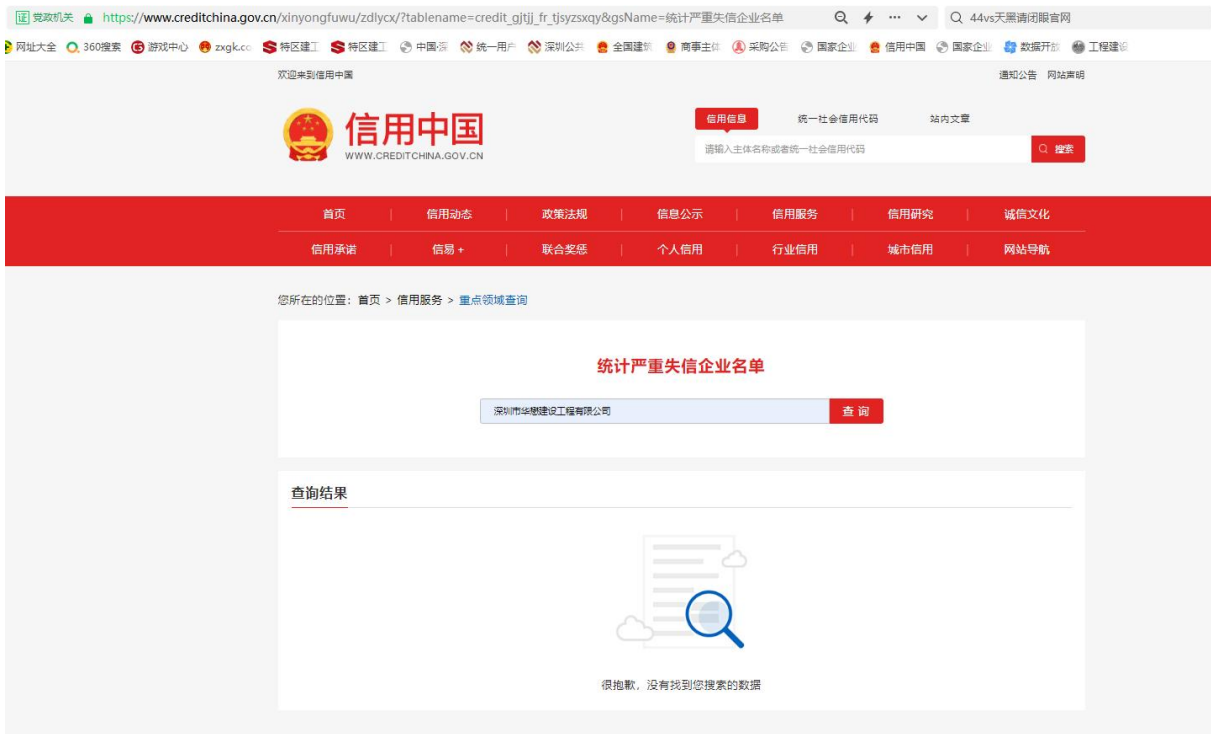 证 党政机关 https://www.creditchina.gov.cn/xinyongfuwu/zdlycx/?tablename=credit_gjtjj_fr_tjsyzsxqy&gsName=统计严重失信企业名单 ··· 44vs天黑请闭眼官网
网址大全 360搜索 游戏中心 zxgk.cc 特区建工 特区建工 中国·深 统一用户 深圳公共 全国建筑 商事主体 采购公告 国家企业 信用中国 国家企业 数据开放 工程建设
欢迎来到信用中国 通知公告 网站声明
信用信息 统一社会信用代码 站内文章
信用中国
WWW.CREDITCHINA.GOV.CN
请输入主体名称或者统一社会信用代码 搜索
首页 | 信用动态 | 政策法规 | 信息公示 | 信用服务 | 信用研究 | 诚信文化
信用承诺 | 信易+ | 联合奖惩 | 个人信用 | 行业信用 | 城市信用 | 网站导航
您所在的位置：首页 > 信用服务 > 重点领域查询
统计严重失信企业名单
深圳市华懋建设工程有限公司 查询
查询结果
很抱歉，没有找到您搜索的数据